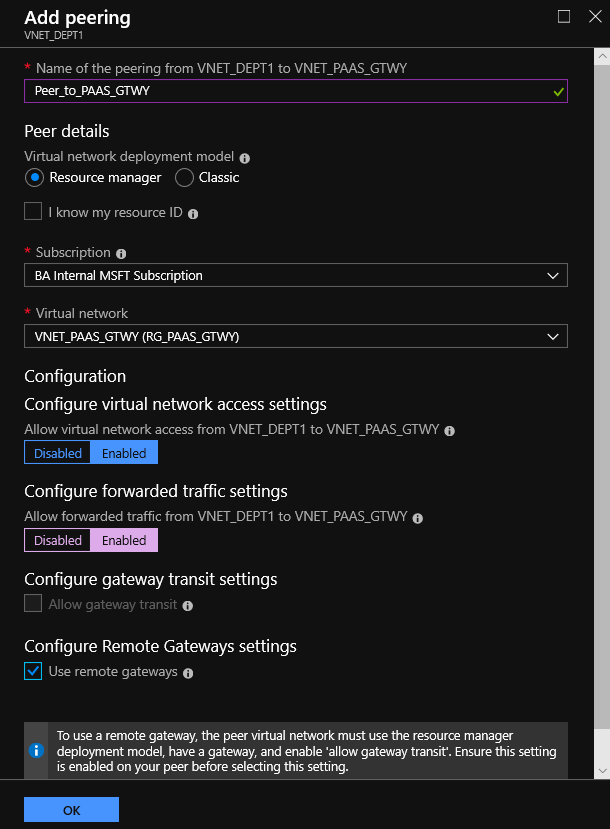 Add peering
VNET_DEPT1
* Name of the peering from VNET_DEPT1 to VNET_PAAS_GTWY
Peer_to_PAAS_GTWY
Peer details
Virtual network deployment model
Resource manager Classic
I know my resource ID
* Subscription
BA Internal MSFT Subscription
* Virtual network
VNET_PAAS_GTWY (RG_PAAS_GTWY)
Configuration
Configure virtual network access settings
Allow virtual network access from VNET_DEPT1 to VNET_PAAS_GTWY
Disabled Enabled
Configure forwarded traffic settings
Allow forwarded traffic from VNET_DEPT1 to VNET_PAAS_GTWY
Disabled Enabled
Configure gateway transit settings
Allow gateway transit
Configure Remote Gateways settings
Use remote gateways
To use a remote gateway, the peer virtual network must use the resource manager
deployment model, have a gateway, and enable 'allow gateway transit'. Ensure this setting
is enabled on your peer before selecting this setting.
OK